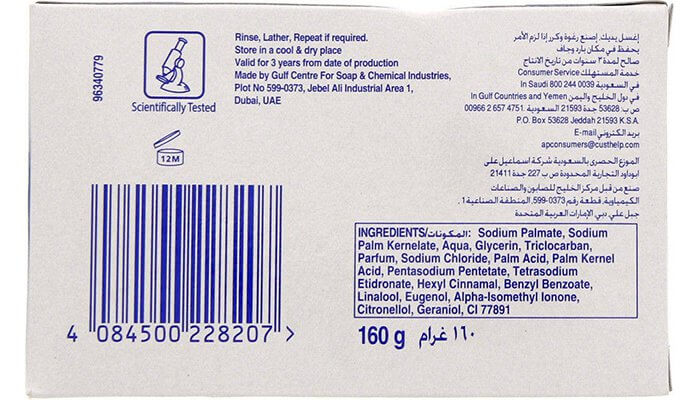 96340779
Scientifically Tested
12M
Rinse, Lather, Repeat if required.
Store in a cool & dry place
Valid for 3 years from date of production
Made by Gulf Centre For Soap & Chemical Industries,
Plot No 599-0373, Jebel Ali Industrial Area 1,
Dubai, UAE
إغسل يديك, إصنع رغوة وكرر إذا لزم الأمر
يحفظ في مكان بارد وجاف
صالح لمدة ٣ سنوات من تاريخ الانتاج
خدمة المستهلك Consumer Service
في السعودية In Saudi 800 244 0039
في دول الخليج واليمن In Gulf Countries and Yemen
00966 2 657 4751 ص.ب. 53628 جدة 21593 السعودية
P.O. Box 53628 Jeddah 21593 K.S.A.
بريد الكتروني E-mail
apconsumers@custhelp.com
الموزع الحصري بالسعودية شركة اسماعيل على
ابوداود التجارية المحدودة ص ب 227 جدة 21411
صنع من قبل مركز الخليج للصابون والصناعات
الكيمياوية, قطعة رقم 0373-599, المنطقة الصناعية 1,
جبل علي, دبي, الإمارات العربية المتحدة
INGREDIENTS/المكونات: Sodium Palmate, Sodium
Palm Kernelate, Aqua, Glycerin, Triclocarban,
Parfum, Sodium Chloride, Palm Acid, Palm Kernel
Acid, Pentasodium Pentetate, Tetrasodium
Etidronate, Hexyl Cinnamal, Benzyl Benzoate,
Linalool, Eugenol, Alpha-Isomethyl Ionone,
Citronellol, Geraniol, CI 77891
4 084500 228207 >
160 g ١٦٠ غرام